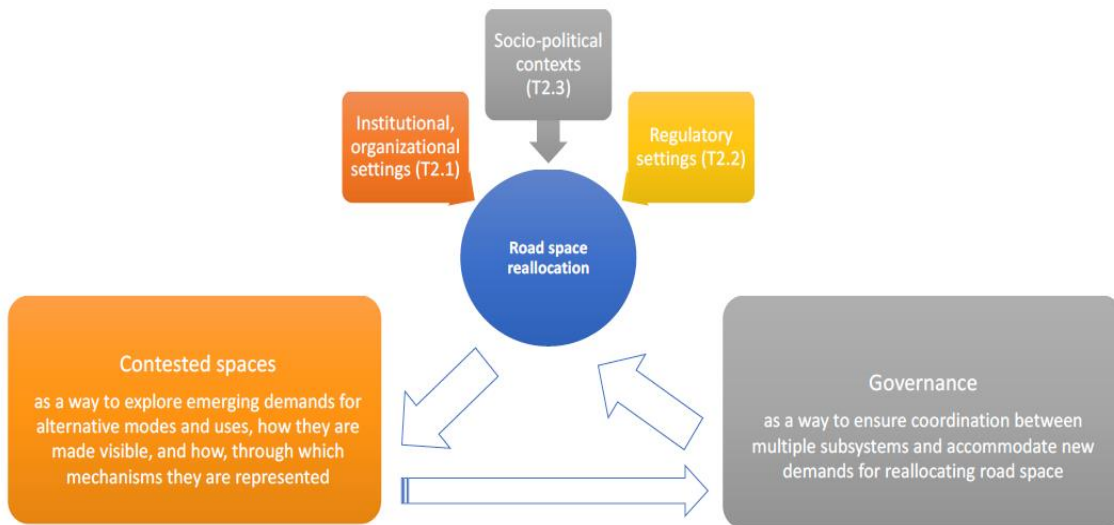 Socio-political
contexts
(T2.3)
Institutional,
organizational
settings (T2.1)
Regulatory
settings (T2.2)
Road space
reallocation
Contested spaces
as a way to explore emerging demands for
alternative modes and uses, how they are
made visible, and how, through which
mechanisms they are represented
Governance
as a way to ensure coordination between
multiple subsystems and accommodate new
demands for reallocating road space